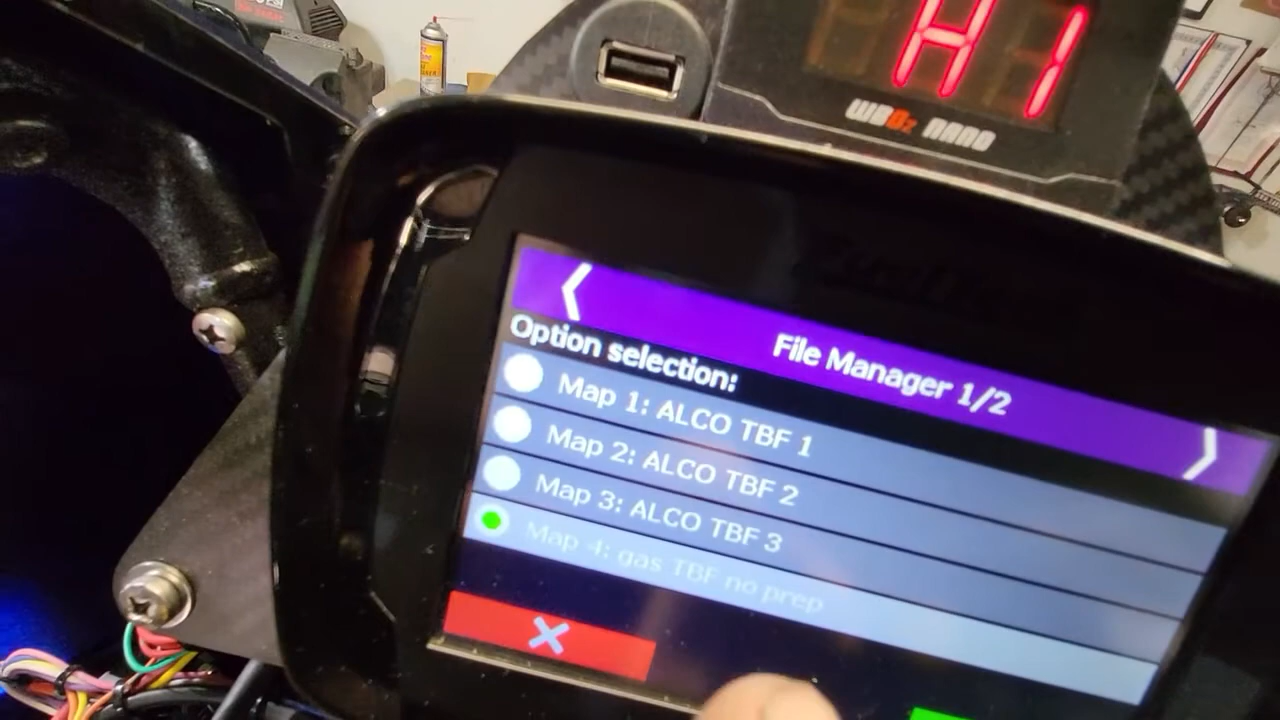 H1
WBO2 NANO
File Manager 1/2
Option selection:
Map 1: ALCO TBF 1
Map 2: ALCO TBF 2
Map 3: ALCO TBF 3
Map 4: gas TBF no prep